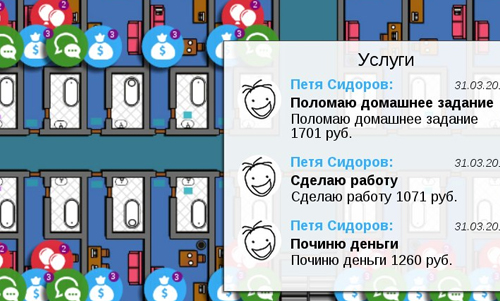 Услуги
Петя Сидоров: 31.03.20
Поломаю домашнее задание
Поломаю домашнее задание
1701 руб.
Петя Сидоров: 31.03.20
Сделаю работу
Сделаю работу 1071 руб.
Петя Сидоров: 31.03.20
Починю деньги
Починю деньги 1260 руб.